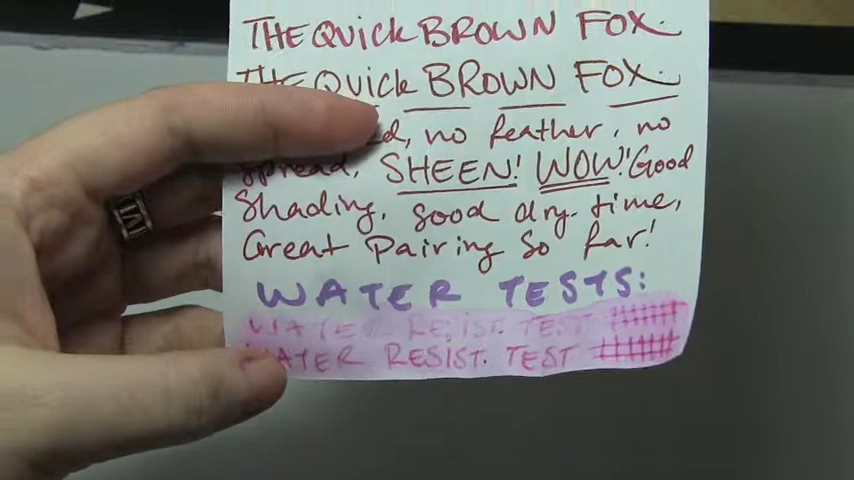 THE QUICK BROWN FOX.
THE QUICK BROWN FOX.
no feather, no
spread, SHEEN! WOW! Good
shading, good dry-time,
Great pairing so far!
WATER TESTS:
WATER RESIST. TEST
WATER RESIST. TEST